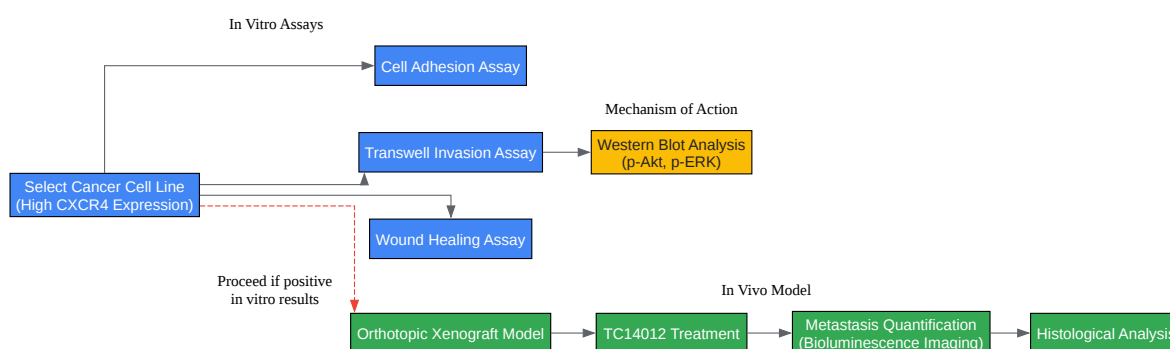 In Vitro Assays
Cell Adhesion Assay
Mechanism of Action
Transwell Invasion Assay
Western Blot Analysis
(p-Akt, p-ERK)
Select Cancer Cell Line
(High CXCR4 Expression)
Wound Healing Assay
Proceed if positive
in vitro results
In Vivo Model
Orthotopic Xenograft Model
TC14012 Treatment
Metastasis Quantification
(Bioluminescence Imaging)
Histological Analysis